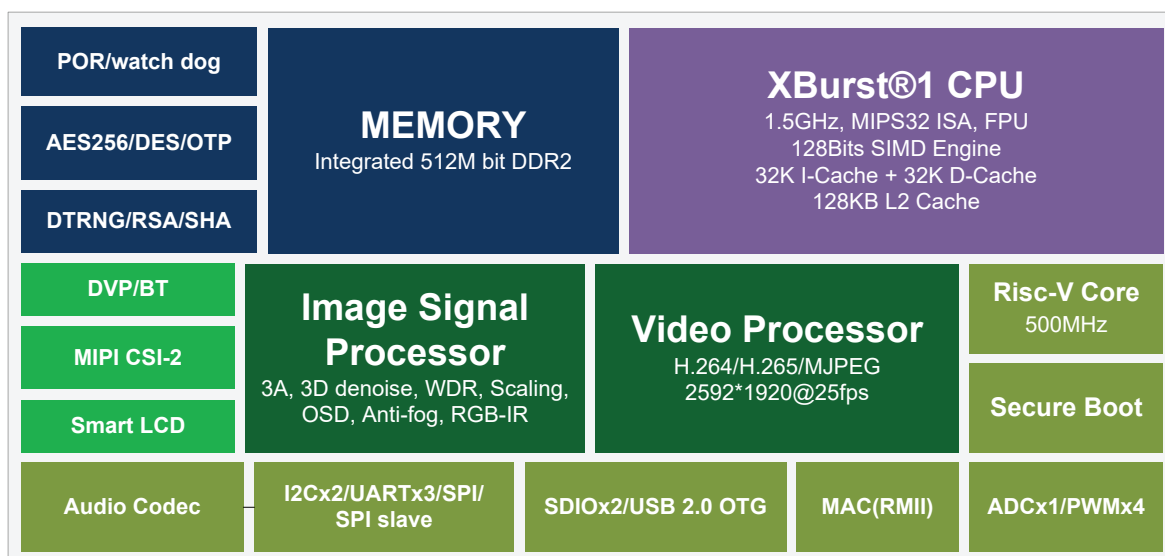 POR/watch dog
AES256/DES/OTP
DTRNG/RSA/SHA
MEMORY
Integrated 512M bit DDR2
XBurst®1 CPU
1.5GHz, MIPS32 ISA, FPU
128Bits SIMD Engine
32K I-Cache + 32K D-Cache
128KB L2 Cache
DVP/BT
MIPI CSI-2
Smart LCD
Image Signal
Processor
3A, 3D denoise, WDR, Scaling,
OSD, Anti-fog, RGB-IR
Video Processor
H.264/H.265/MJPEG
2592*1920@25fps
Risc-V Core
500MHz
Secure Boot
Audio Codec
I2Cx2/UARTx3/SPI/
SPI slave
SDIOx2/USB 2.0 OTG
MAC(RMII)
ADCx1/PWMx4